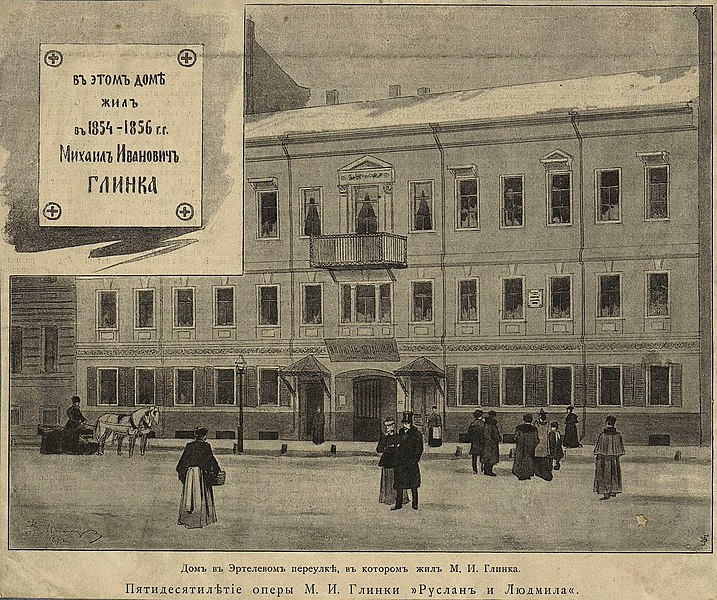 въ этомъ домѣ
жилъ
въ 1854-1856 г.г.
Михаилъ Ивановичъ
Глинка
Домъ въ Эртелевомъ переулкѣ, въ которомъ жилъ М. И. Глинка.
Пятидесятилѣтіе оперы М. И. Глинки »Русланъ и Людмила«.